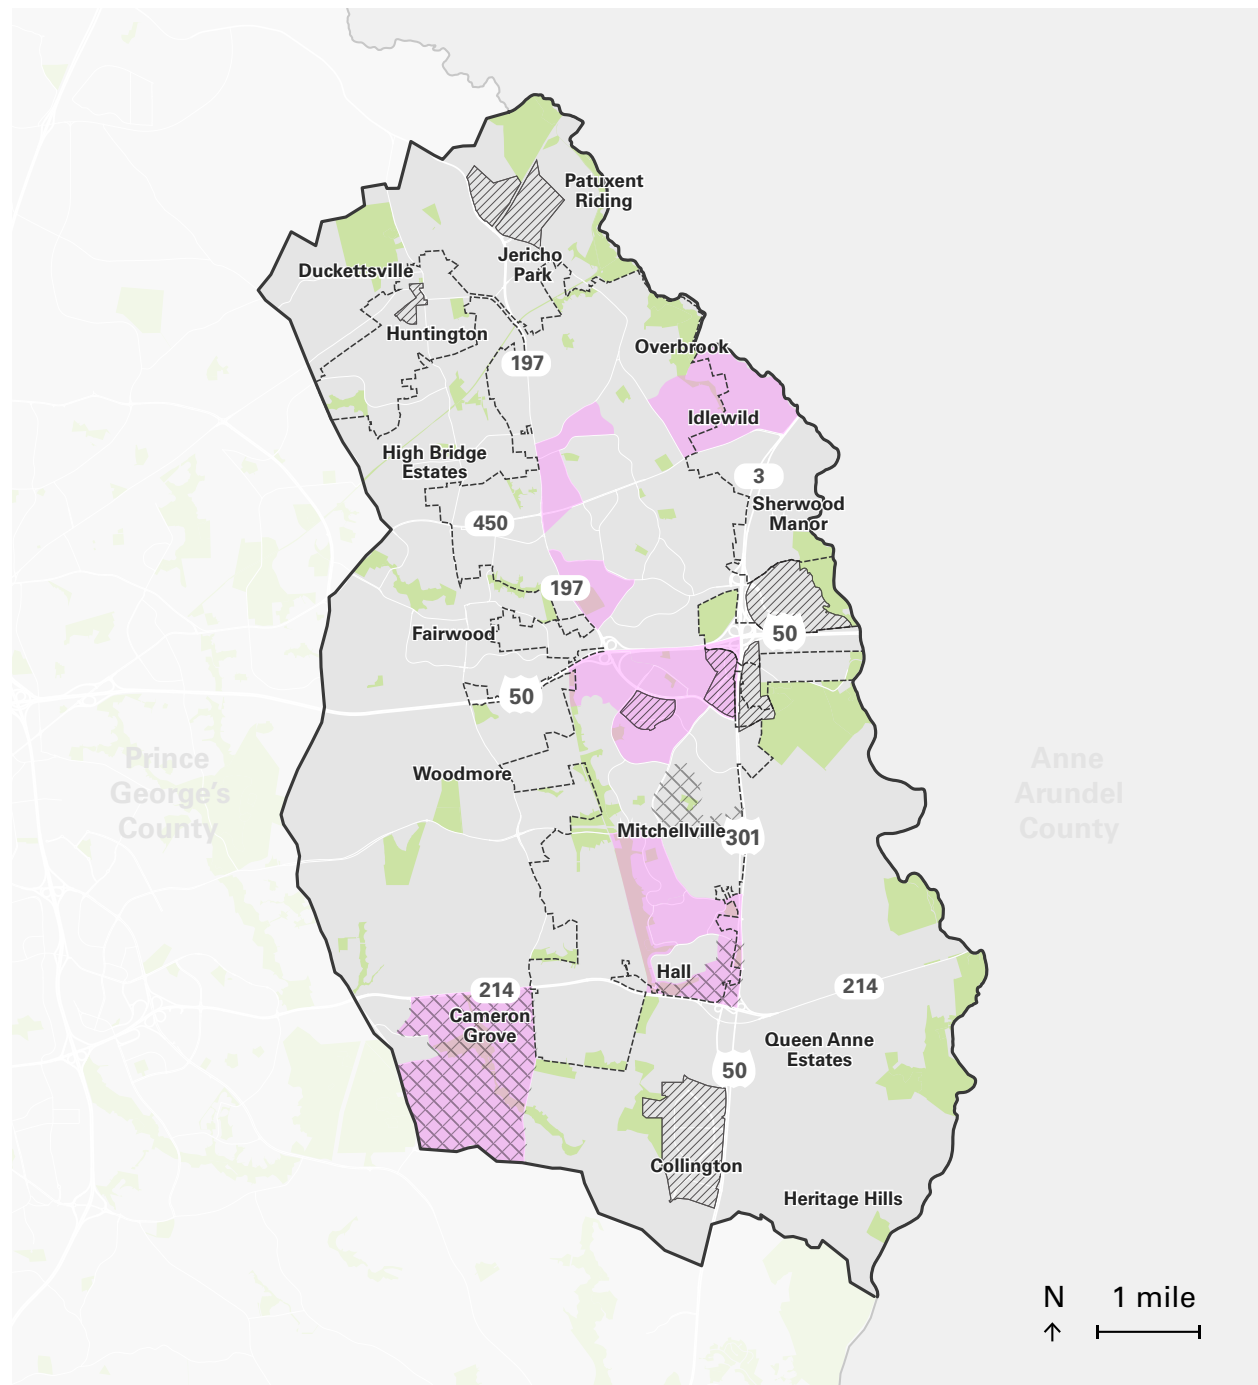 Patuxent
Riding
Jericho
Park
Duckettsville
Huntington
Overbrook
197
Idlewild
High Bridge
Estates
3
Sherwood
Manor
450
197
Fairwood
50
50
Prince
George's
County
Anne
Arundel
County
Woodmore
Mitchellville
301
Hall
214
214
Cameron
Grove
Queen Anne
Estates
50
Collington
Heritage Hills
N
1 mile